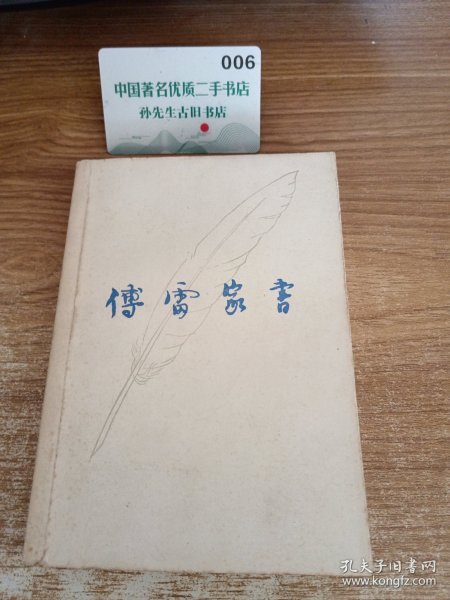 006
中国著名优质二手书店
孙先生古旧书店
傅雷家書
孔夫子旧书网
www.kongfz.com